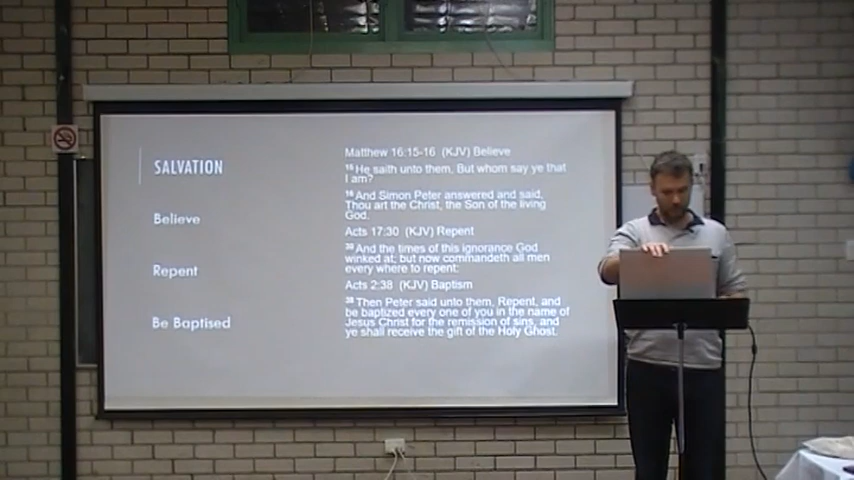 SALVATION
Believe
Repent
Be Baptised
Matthew 16:15-16 (KJV) Believe
15 He saith unto them, But whom say ye that
I am?
16 And Simon Peter answered and said,
Thou art the Christ, the Son of the living
God.
Acts 17:30 (KJV) Repent
30 And the times of this ignorance God
winked at; but now commandeth all men
every where to repent:
Acts 2:38 (KJV) Baptism
38 Then Peter said unto them, Repent, and
be baptized every one of you in the name of
Jesus Christ for the remission of sins, and
ye shall receive the gift of the Holy Ghost.